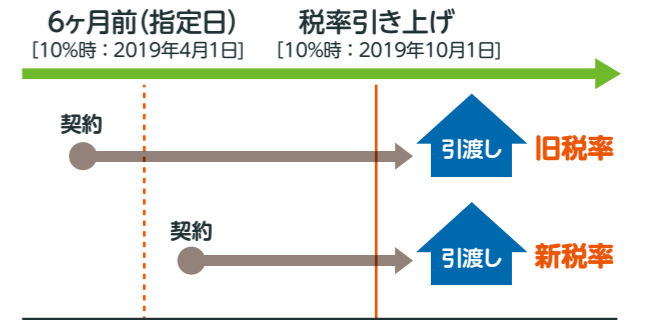 6ヶ月前(指定日)
税率引き上げ
[10%時：2019年4月1日]
[10%時：2019年10月1日]
契約
引渡し
旧税率
契約
引渡し
新税率